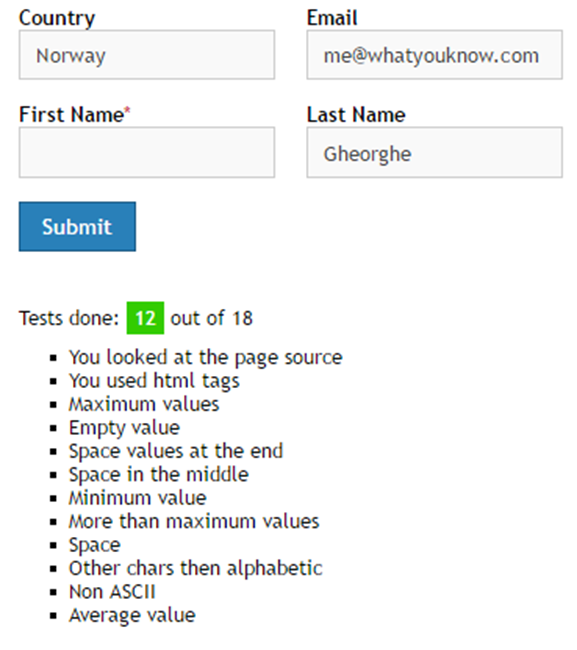 Country Email
Norway me@whatyouknow.com
First Name* Last Name
Gheorghe
Submit
Tests done: 12 out of 18
▪ You looked at the page source
▪ You used html tags
▪ Maximum values
▪ Empty value
▪ Space values at the end
▪ Space in the middle
▪ Minimum value
▪ More than maximum values
▪ Space
▪ Other chars then alphabetic
▪ Non ASCII
▪ Average value